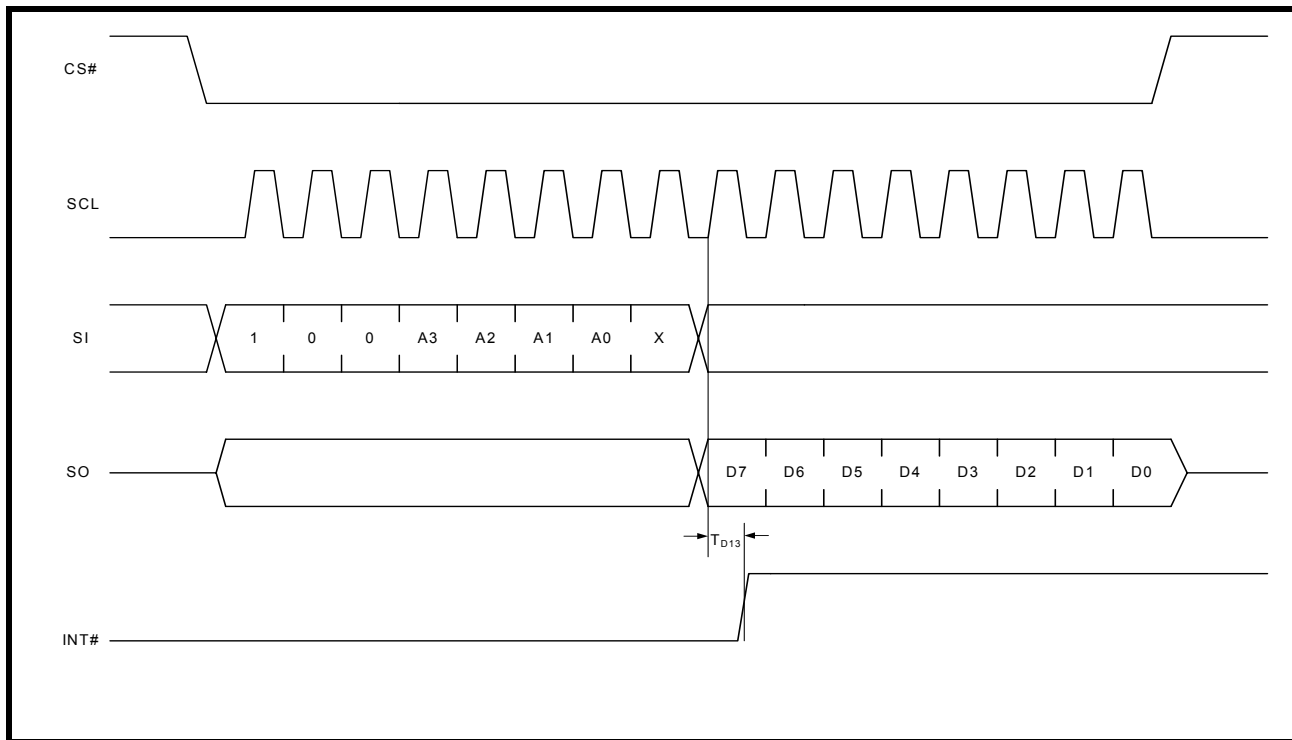 CS#
SCL
SI 1 0 0 A3 A2 A1 A0 X
SO D7 D6 D5 D4 D3 D2 D1 D0
TD13
INT#